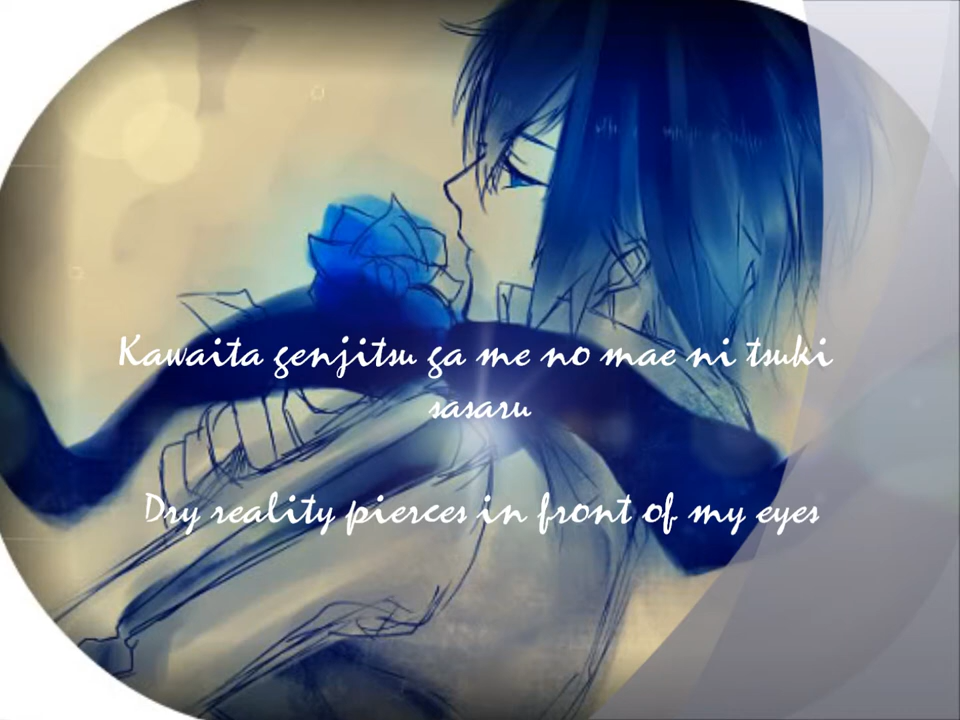 Kawaita genjitsu ga me no mae ni tsuki
sasaru
Dry reality pierces in front of my eyes